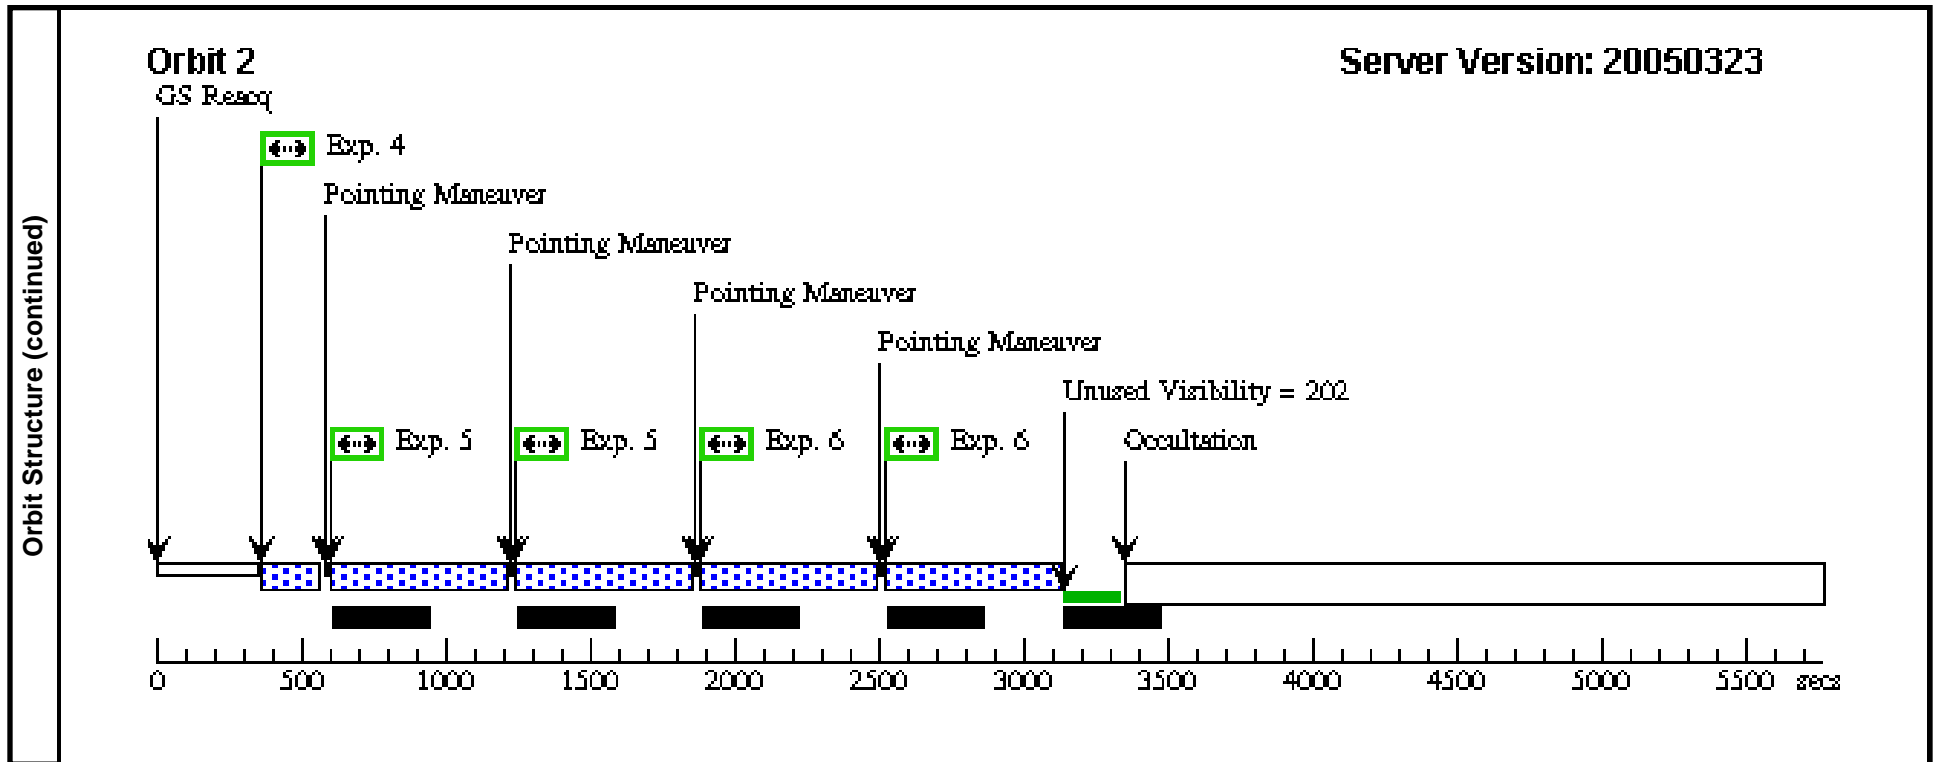 Orbit 2
Server Version: 20050323
GS Reacq
Exp. 4
Pointing Maneuver
Pointing Maneuver
Pointing Maneuver
Pointing Maneuver
Unused Visibility = 202
Exp. 5
Exp. 5
Exp. 6
Exp. 6
Occultation
Orbit Structure (continued)
0 500 1000 1500 2000 2500 3000 3500 4000 4500 5000 5500 secs